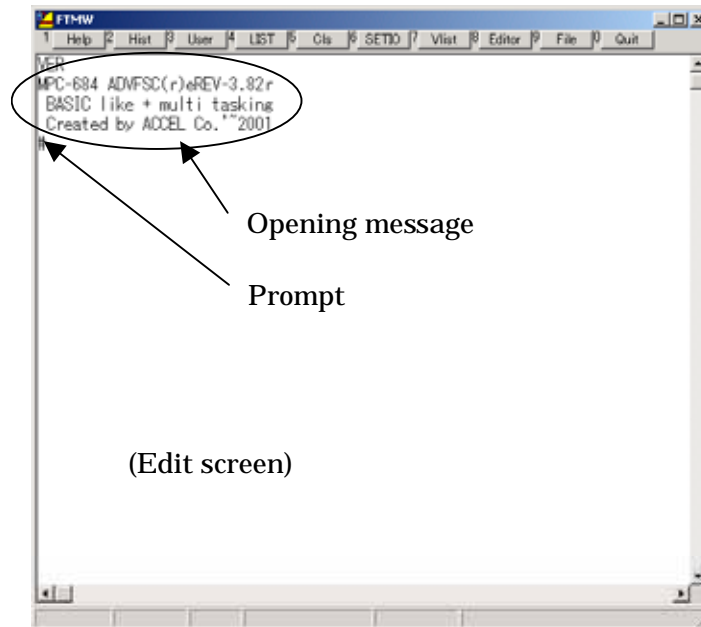 FTMW
1 Help 2 Hist 3 User 4 LIST 5 Cls 6 SETIO 7 Vlist 8 Editor 9 File 0 Quit
VER
MPC-684 ADVFSC(r)eREV-3.82r
BASIC like + multi tasking
Created by ACCEL Co.'~2001
#
Opening message
Prompt
(Edit screen)